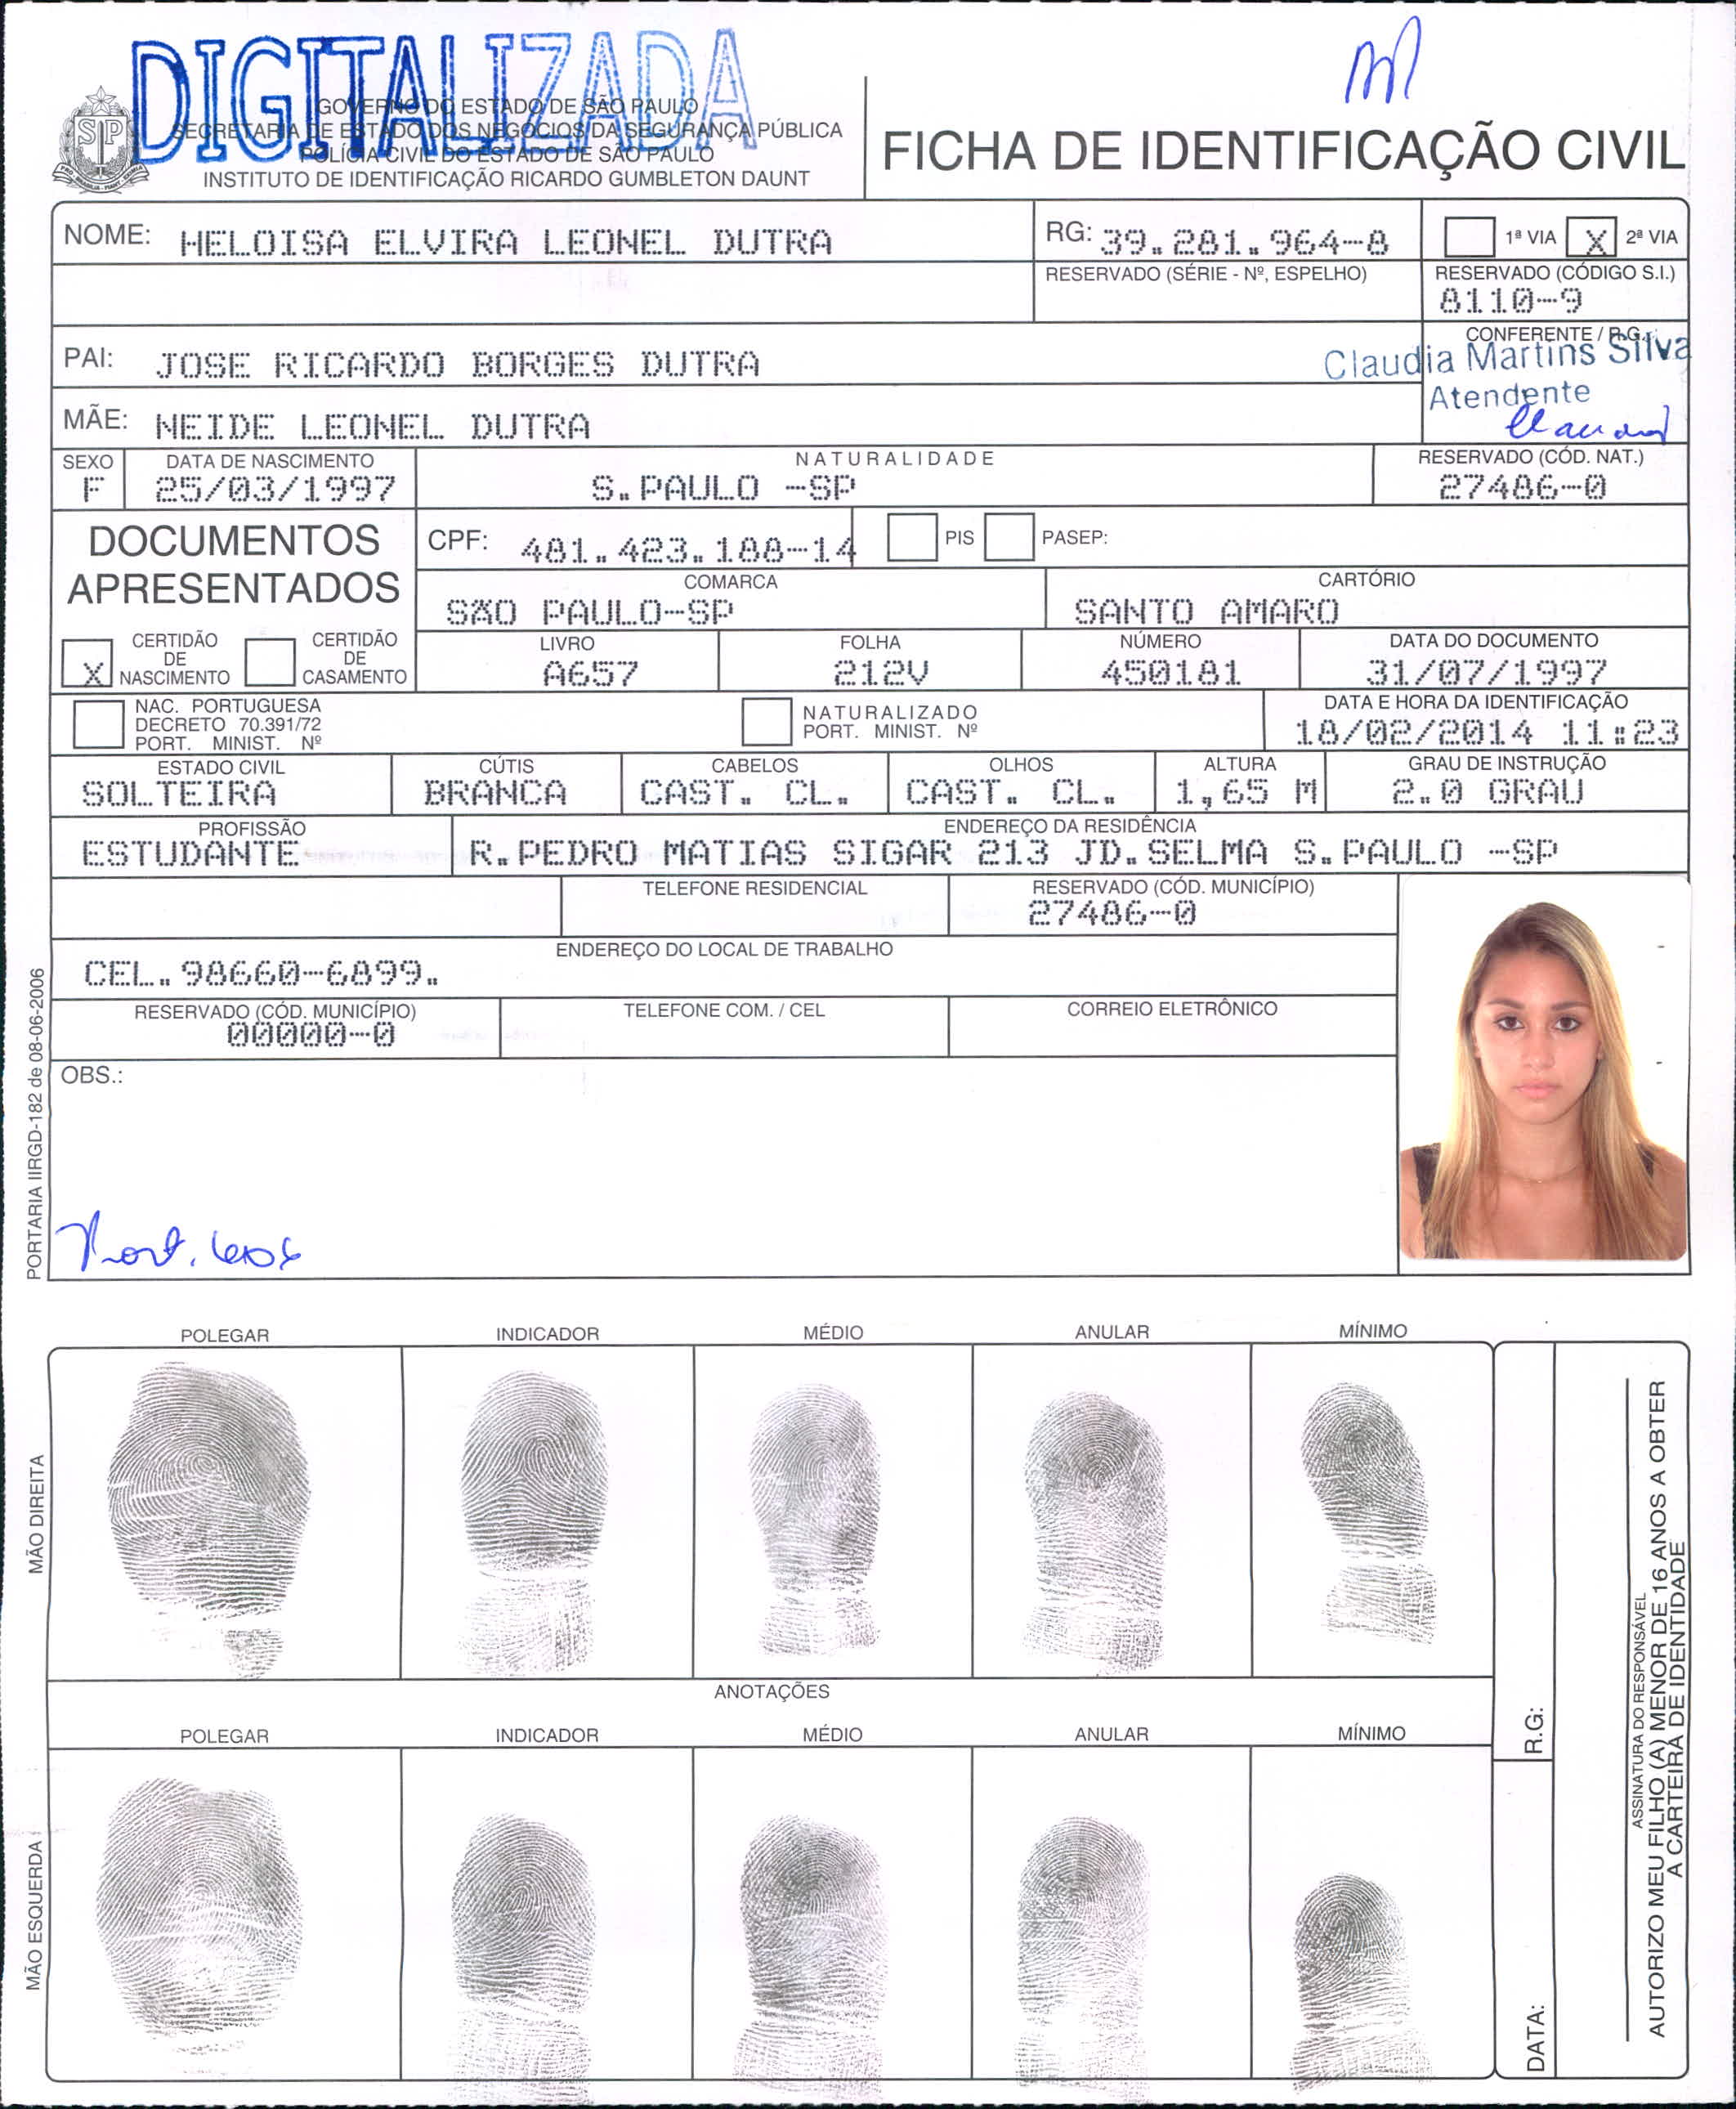 DIGITALIZADA
GOVERNO DO ESTADO DE SÃO PAULO
SECRETARIA DE ESTADO DOS NEGÓCIOS DA SEGURANÇA PÚBLICA
POLÍCIA CIVIL DO ESTADO DE SÃO PAULO
INSTITUTO DE IDENTIFICAÇÃO RICARDO GUMBLETON DAUNT
FICHA DE IDENTIFICAÇÃO CIVIL
NOME: HELOISA ELVIRA LEONEL DUTRA
RG: 39.281.964-8
1ª VIA X 2ª VIA
RESERVADO (SÉRIE - Nº, ESPELHO)
RESERVADO (CÓDIGO S.I.)
8110-9
PAI: JOSE RICARDO BORGES DUTRA
CONFERENTE / R.G.
Claudia Martins Silva
Atendente
MÃE: NEIDE LEONEL DUTRA
SEXO
F
DATA DE NASCIMENTO
25/03/1997
NATURALIDADE
S.PAULO -SP
RESERVADO (CÓD. NAT.)
27486-0
DOCUMENTOS
APRESENTADOS
CPF: 481.423.188-14
PIS
PASEP:
COMARCA
SÃO PAULO-SP
CARTÓRIO
SANTO AMARO
X CERTIDÃO
DE
NASCIMENTO
CERTIDÃO
DE
CASAMENTO
LIVRO
A657
FOLHA
212V
NÚMERO
450181
DATA DO DOCUMENTO
31/07/1997
NAC. PORTUGUESA
DECRETO 70.391/72
PORT. MINIST. Nº
NATURALIZADO
PORT. MINIST. Nº
DATA E HORA DA IDENTIFICAÇÃO
18/02/2014 11:23
ESTADO CIVIL
SOLTEIRA
CÚTIS
BRANCA
CABELOS
CAST. CL.
OLHOS
CAST. CL.
ALTURA
1,65 M
GRAU DE INSTRUÇÃO
2.0 GRAU
PROFISSÃO
ESTUDANTE
ENDEREÇO DA RESIDÊNCIA
R.PEDRO MATIAS SIGAR 213 JD.SELMA S.PAULO -SP
TELEFONE RESIDENCIAL
RESERVADO (CÓD. MUNICÍPIO)
27486-0
ENDEREÇO DO LOCAL DE TRABALHO
CEL.98660-6899.
RESERVADO (CÓD. MUNICÍPIO)
00000-0
TELEFONE COM. / CEL
CORREIO ELETRÔNICO
OBS.:
PORTARIA IIRGD-182 de 08-06-2006
POLEGAR
INDICADOR
MÉDIO
ANULAR
MÍNIMO
MÃO DIREITA
ANOTAÇÕES
POLEGAR
INDICADOR
MÉDIO
ANULAR
MÍNIMO
MÃO ESQUERDA
R.G:
DATA:
ASSINATURA DO RESPONSÁVEL
AUTORIZO MEU FILHO (A) MENOR DE 16 ANOS A OBTER
A CARTEIRA DE IDENTIDADE